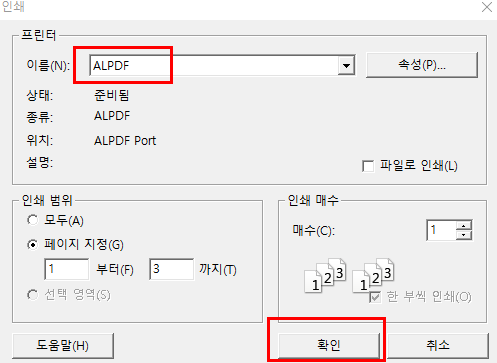 인쇄
프린터
이름(N): ALPDF 속성(P)...
상태: 준비됨
종류: ALPDF
위치: ALPDF Port
설명: 파일로 인쇄(L)
인쇄 범위
모두(A)
페이지 지정(G)
1 부터(F) 3 까지(T)
선택 영역(S)
인쇄 매수
매수(C): 1
1 2 3 1 2 3
한 부씩 인쇄(O)
도움말(H) 확인 취소